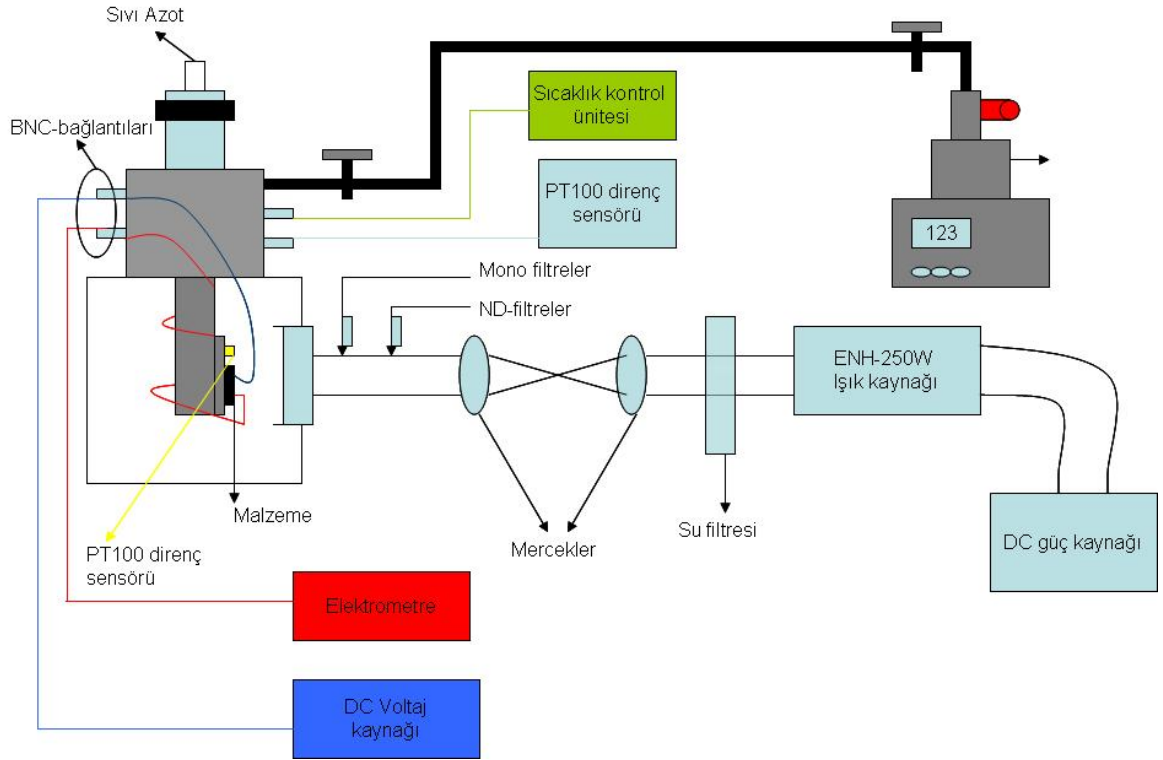 Sıvı Azot
BNC-bağlantıları
Sıcaklık kontrol
ünitesi
PT100 direnç
sensörü
123
Mono filtreler
ND-filtreler
ENH-250W
Işık kaynağı
Malzeme
PT100 direnç
sensörü
Mercekler
Su filtresi
DC güç kaynağı
Elektrometre
DC Voltaj
kaynağı